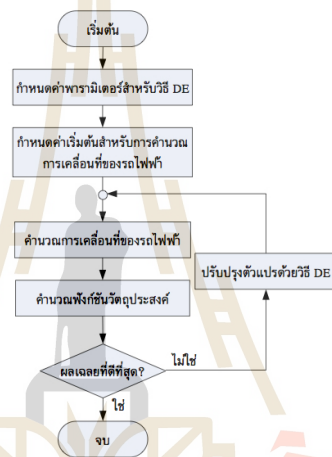 เริ่มต้น
กำหนดค่าพารามิเตอร์สำหรับวิธี DE
กำหนดค่าเริ่มต้นสำหรับการคำนวณ
การเคลื่อนที่ของรถไฟฟ้า
คำนวณการเคลื่อนที่ของรถไฟฟ้า
ปรับปรุงตัวแปรด้วยวิธี DE
คำนวณฟังก์ชันวัตถุประสงค์
ผลเฉลยที่ดีที่สุด?
ไม่ใช่
ใช่
จบ